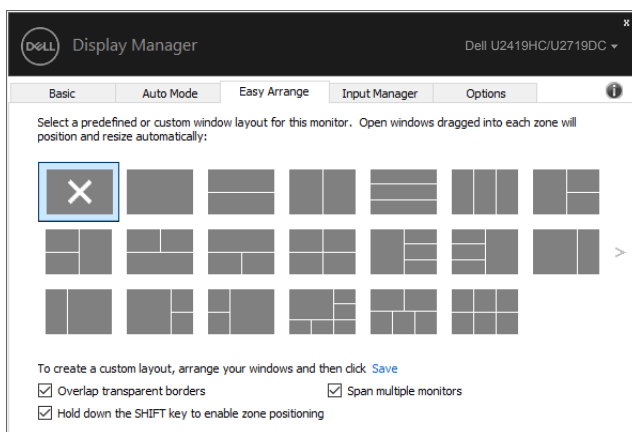 x
DELL Display Manager Dell U2419HC/U2719DC
Basic Auto Mode Easy Arrange Input Manager Options i
Select a predefined or custom window layout for this monitor. Open windows dragged into each zone will
position and resize automatically:
>
To create a custom layout, arrange your windows and then click Save
Overlap transparent borders Span multiple monitors
Hold down the SHIFT key to enable zone positioning